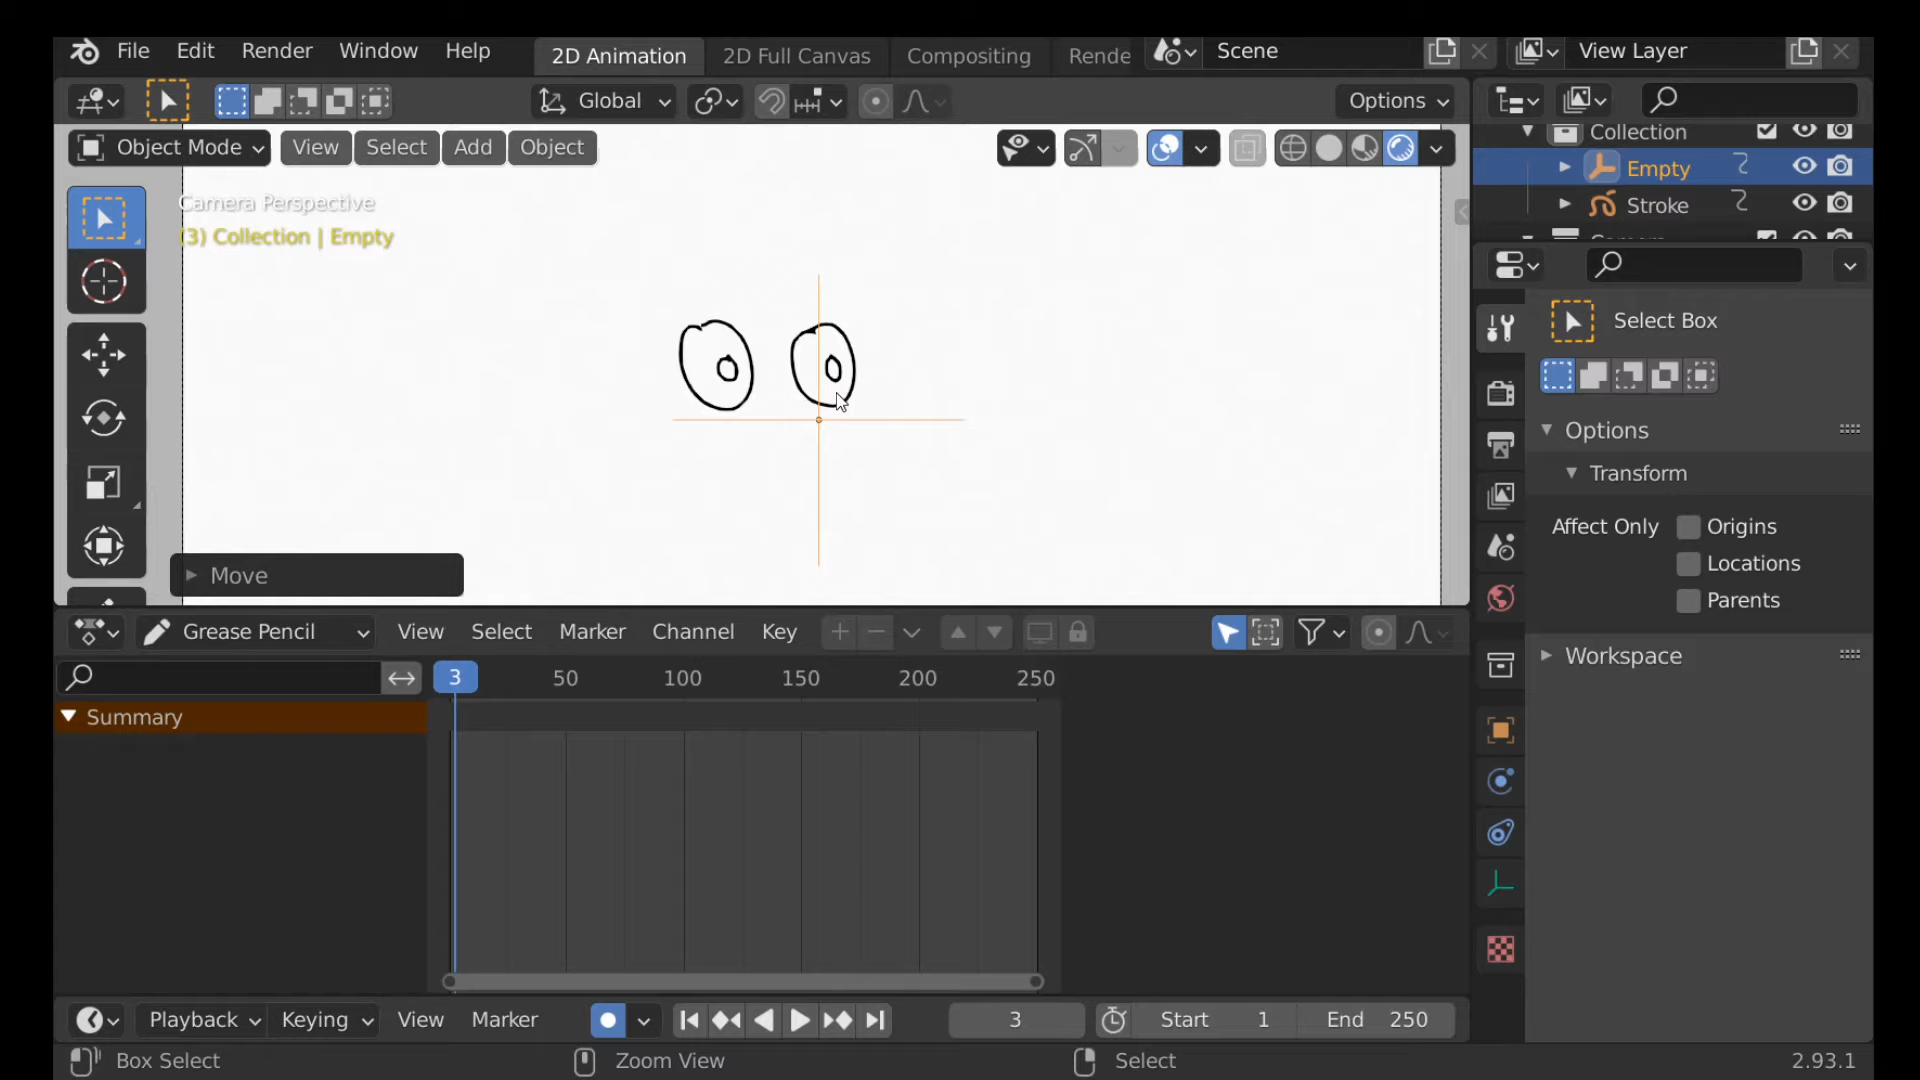 File Edit Render Window Help 2D Animation 2D Full Canvas Compositing Rende Scene View Layer
Global Options
Object Mode View Select Add Object
Collection
Empty
Stroke
Camera Perspective
(3) Collection | Empty
Move
Select Box
Options
Transform
Affect Only Origins
Locations
Parents
Workspace
Grease Pencil View Select Marker Channel Key
3 50 100 150 200 250
Summary
Playback Keying View Marker 3 Start 1 End 250
Box Select Zoom View Select 2.93.1